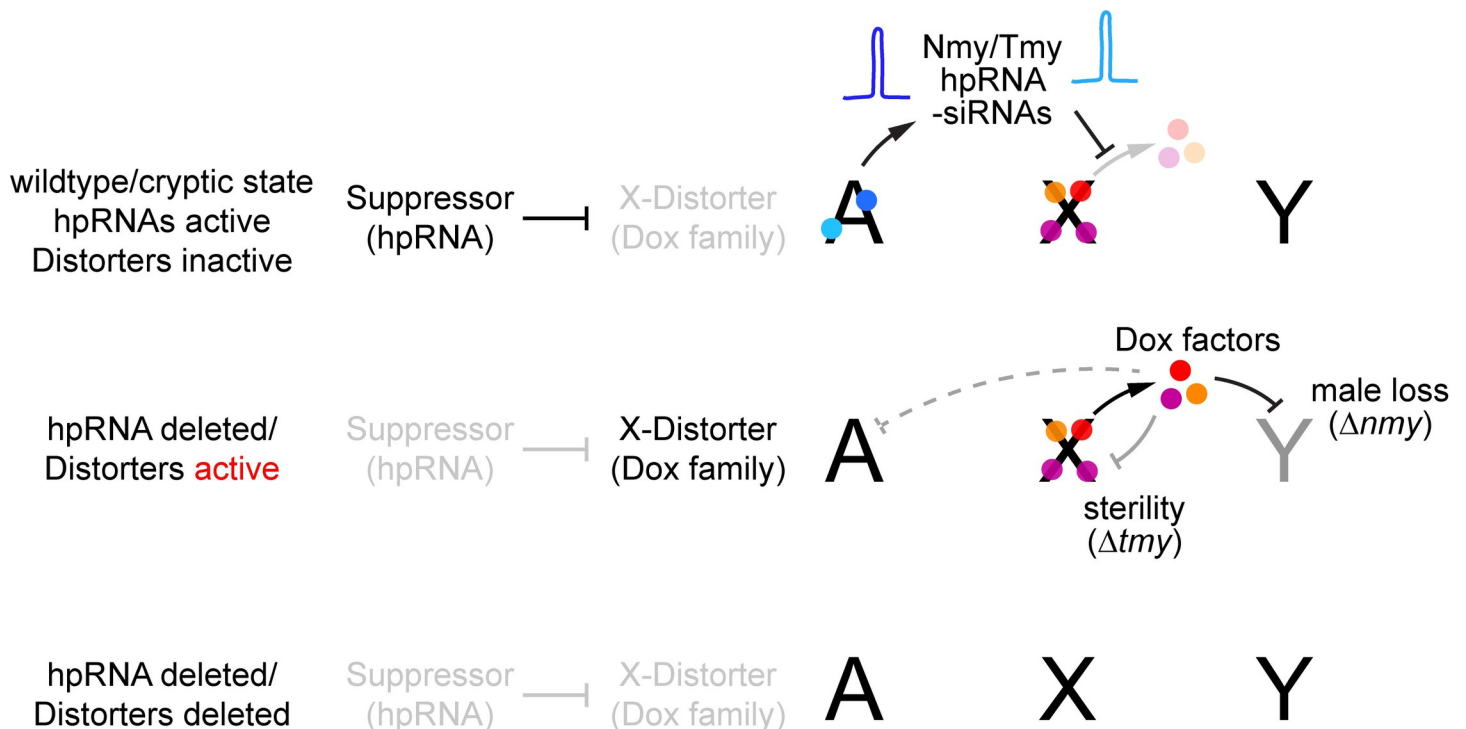 Nmy/Tmy
hpRNA
-siRNAs
wildtype/cryptic state
hpRNAs active
Distorters inactive
Suppressor
(hpRNA)
X-Distorter
(Dox family)
A
X
Y
Dox factors
male loss
(Δnmy)
hpRNA deleted/
Distorters active
Suppressor
(hpRNA)
X-Distorter
(Dox family)
A
X
Y
sterility
(Δtmy)
hpRNA deleted/
Distorters deleted
Suppressor
(hpRNA)
X-Distorter
(Dox family)
A
X
Y